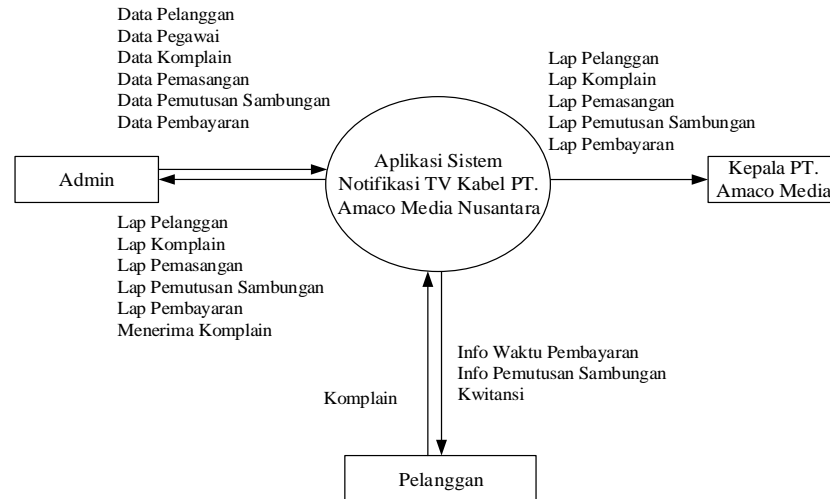 Data Pelanggan
Data Pegawai
Data Komplain
Data Pemasangan
Data Pemutusan Sambungan
Data Pembayaran
Lap Pelanggan
Lap Komplain
Lap Pemasangan
Lap Pemutusan Sambungan
Lap Pembayaran
Admin
Aplikasi Sistem
Notifikasi TV Kabel PT.
Amaco Media Nusantara
Kepala PT.
Amaco Media
Lap Pelanggan
Lap Komplain
Lap Pemasangan
Lap Pemutusan Sambungan
Lap Pembayaran
Menerima Komplain
Komplain
Info Waktu Pembayaran
Info Pemutusan Sambungan
Kwitansi
Pelanggan